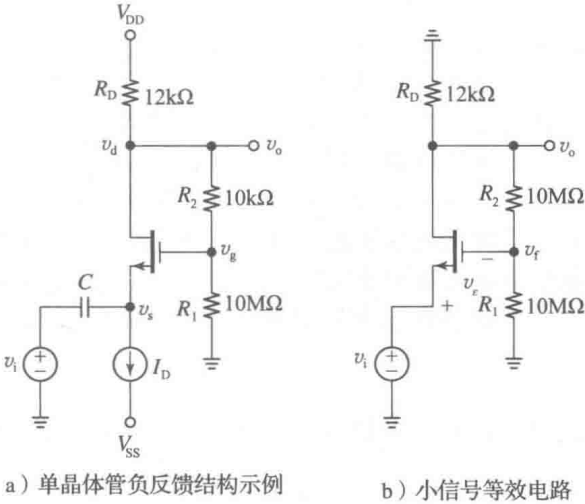 V_DD
R_D 12kΩ
v_d v_o
R_2 10kΩ
v_g
C
v_s R_1 10MΩ
v_i + − I_D
V_SS
a）单晶体管负反馈结构示例
R_D 12kΩ
v_o
R_2 10MΩ
− v_f
v_ε
+ R_1 10MΩ
v_i + −
b）小信号等效电路